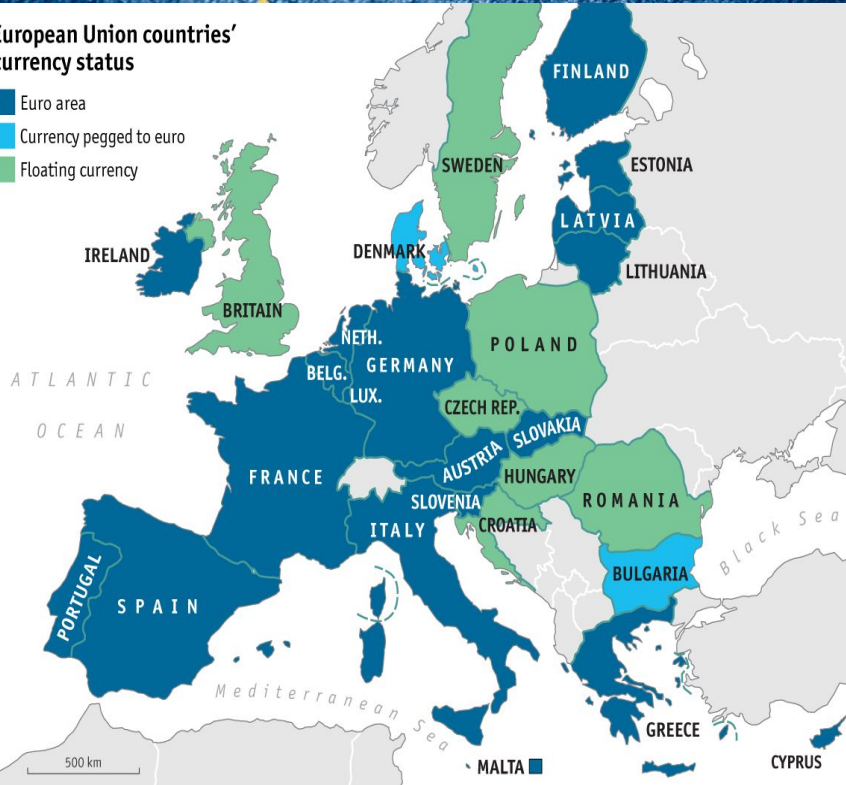 European Union countries'
currency status
Euro area
Currency pegged to euro
Floating currency
FINLAND
SWEDEN
ESTONIA
LATVIA
DENMARK
IRELAND
LITHUANIA
BRITAIN
NETH.
POLAND
GERMANY
BELG.
ATLANTIC
OCEAN
LUX.
CZECH REP.
SLOVAKIA
AUSTRIA
FRANCE
HUNGARY
SLOVENIA
ROMANIA
CROATIA
ITALY
Black Sea
BULGARIA
PORTUGAL
SPAIN
Mediterranean Sea
GREECE
500 km
MALTA
CYPRUS